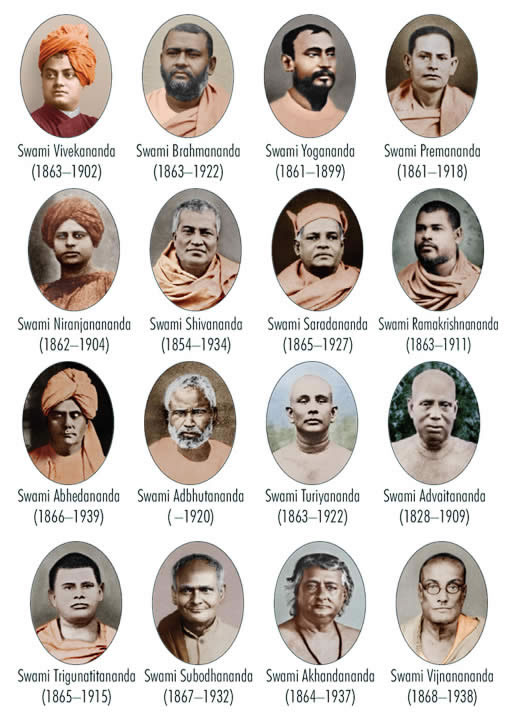 Swami Vivekananda
(1863–1902)
Swami Brahmananda
(1863–1922)
Swami Yogananda
(1861–1899)
Swami Premananda
(1861–1918)
Swami Niranjanananda
(1862–1904)
Swami Shivananda
(1854–1934)
Swami Saradananda
(1865–1927)
Swami Ramakrishnananda
(1863–1911)
Swami Abhedananda
(1866–1939)
Swami Adbhutananda
( –1920)
Swami Turiyananda
(1863–1922)
Swami Advaitananda
(1828–1909)
Swami Trigunatitananda
(1865–1915)
Swami Subodhananda
(1867–1932)
Swami Akhandananda
(1864–1937)
Swami Vijnanananda
(1868–1938)